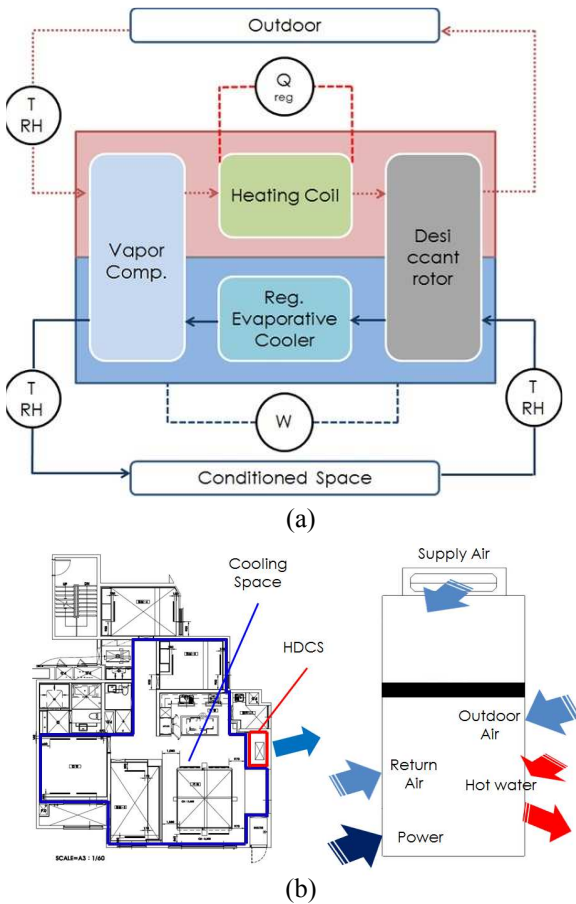 Outdoor
Q
reg
T
RH
Heating Coil
Vapor
Comp.
Desi
ccant
rotor
Reg.
Evaporative
Cooler
T
RH
T
RH
W
Conditioned Space
(a)
Cooling
Space
HDCS
SCALE=A3 : 1/60
Supply Air
Outdoor
Air
Return
Air
Hot water
Power
(b)